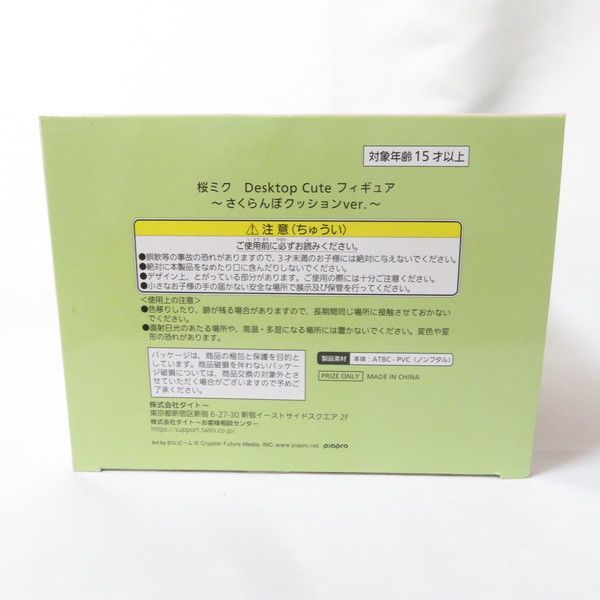 対象年齢15才以上
桜ミク Desktop Cute フィギュア
～さくらんぼクッションver.～
⚠注意(ちゅうい)
ご使用前に必ずお読みください。
●誤飲等の事故の恐れがありますので、3才未満のお子様には絶対に与えないでください。
●絶対に本製品をなめたり口に含んだりしないでください。
●デザイン上、とがっている部分があります。ご使用の際には十分ご注意ください。
●小さなお子様の手の届かない安全な場所で展示及び保管を行ってください。
<使用上の注意>
●色移りしたり、跡が残る場合がありますので、長期間同じ場所に接触させておかない
でください。
●直射日光のあたる場所や、高温・多湿になる場所には置かないでください。変色や変
形の恐れがあります。
パッケージは、商品の梱包と保護を目的と
しています。商品破損を伴わないパッケー
ジ破損については、商品交換の対象外とさ
せていただく場合がございますので予めご
了承ください。
製品素材 本体：ATBC-PVC（ノンフタル）
PRIZE ONLY MADE IN CHINA
株式会社タイトー
東京都新宿区新宿 6-27-30 新宿イーストサイドスクエア 2F
株式会社タイトーお客様相談センター
https://support.taito.co.jp/
Art by かにビーム © Crypton Future Media, INC. www.piapro.net piapro